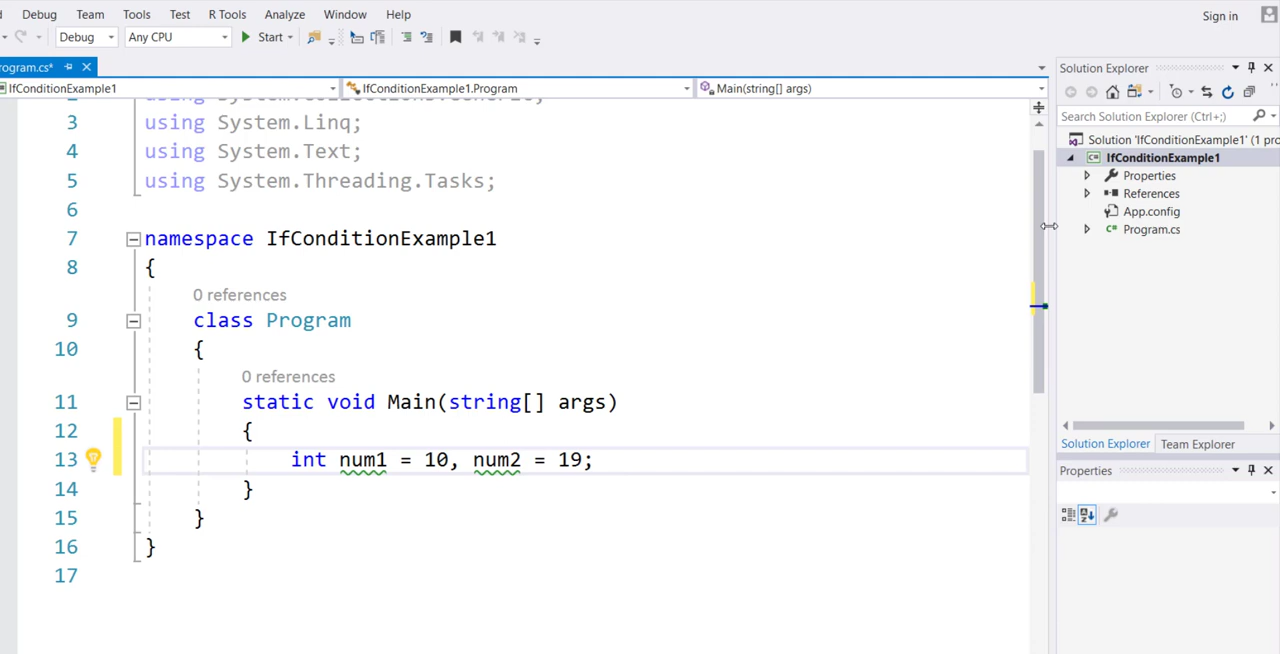 Debug Team Tools Test R Tools Analyze Window Help
Sign in
Debug Any CPU Start
rogram.cs*
IfConditionExample1 IfConditionExample1.Program Main(string[] args)
3 using System.Linq;
4 using System.Text;
5 using System.Threading.Tasks;
6
7 namespace IfConditionExample1
8 {
0 references
9 class Program
10 {
0 references
11 static void Main(string[] args)
12 {
13 int num1 = 10, num2 = 19;
14 }
15 }
16 }
17
Solution Explorer
Search Solution Explorer (Ctrl+;)
Solution 'IfConditionExample1' (1 pro
IfConditionExample1
Properties
References
App.config
Program.cs
Solution Explorer Team Explorer
Properties